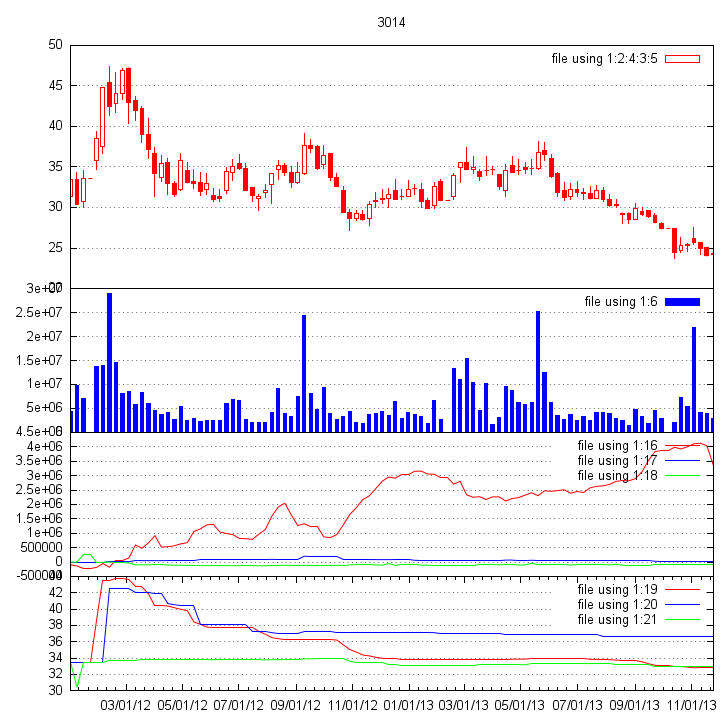 3014
50
file using 1:2:4:3:5
45
40
35
30
25
3e+07
file using 1:6
2.5e+07
2e+07
1.5e+07
1e+07
5e+06
4.5e+06
4e+06
file using 1:16
3.5e+06
file using 1:17
3e+06
file using 1:18
2.5e+06
2e+06
1.5e+06
1e+06
500000
0
-500000
42
file using 1:19
40
file using 1:20
38
file using 1:21
36
34
32
30
03/01/12 05/01/12 07/01/12 09/01/12 11/01/12 01/01/13 03/01/13 05/01/13 07/01/13 09/01/13 11/01/13